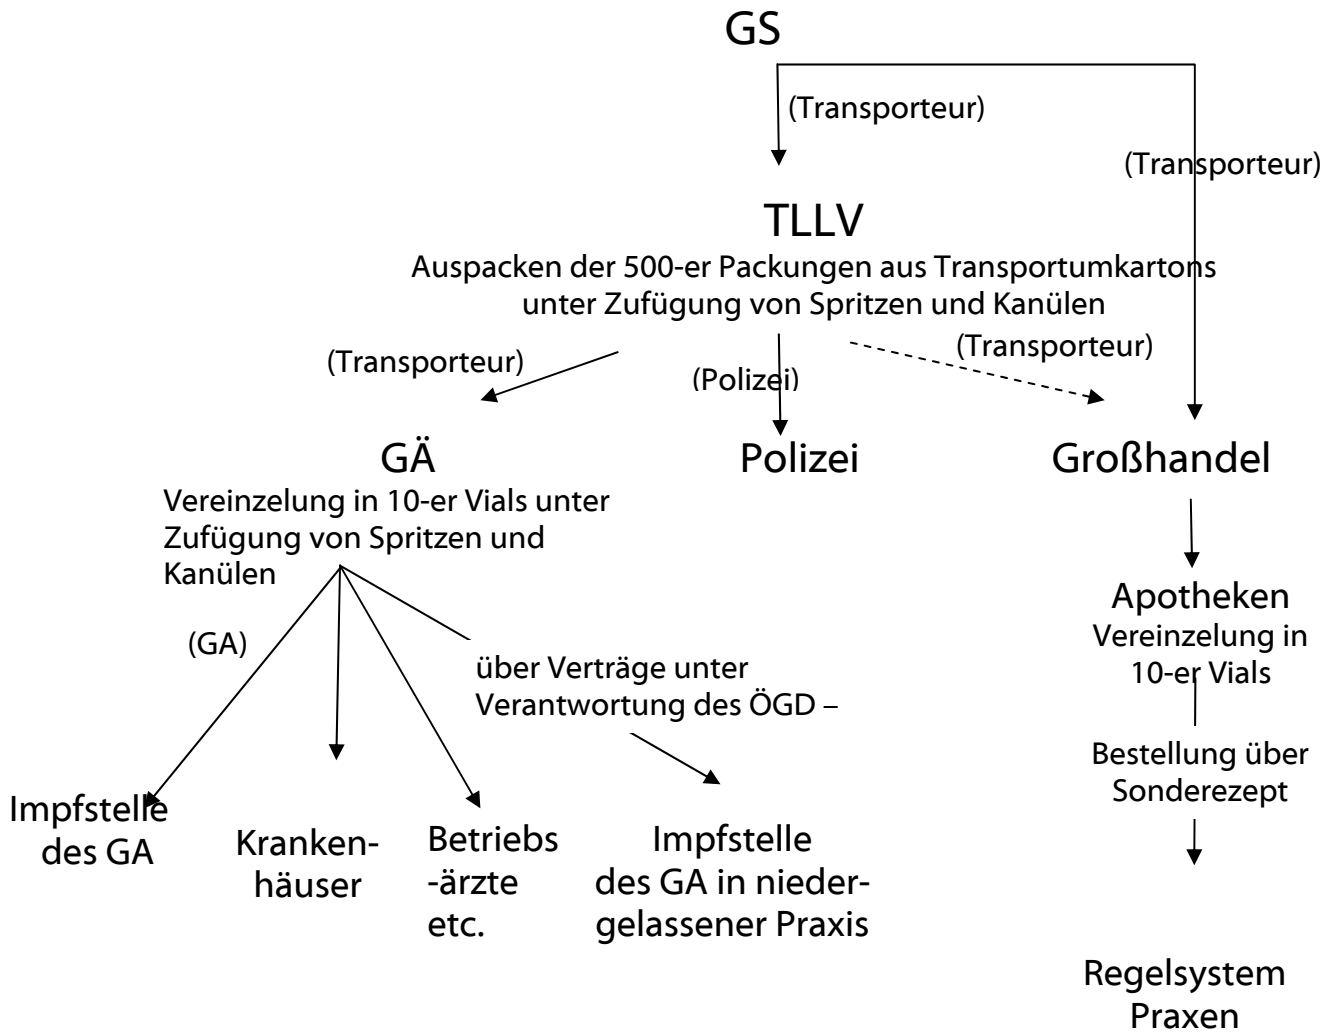 GS
(Transporteur)
(Transporteur)
TLLV
Auspacken der 500-er Packungen aus Transportumkartons
unter Zufügung von Spritzen und Kanülen
(Transporteur)
(Polizei)
(Transporteur)
GÄ
Polizei
Großhandel
Vereinzelung in 10-er Vials unter
Zufügung von Spritzen und
Kanülen
(GA)
über Verträge unter
Verantwortung des ÖGD –
Apotheken
Vereinzelung in
10-er Vials
Bestellung über
Sonderezept
Impfstelle
des GA
Kranken-
häuser
Betriebs
-ärzte
etc.
Impfstelle
des GA in nieder-
gelassener Praxis
Regelsystem
Praxen